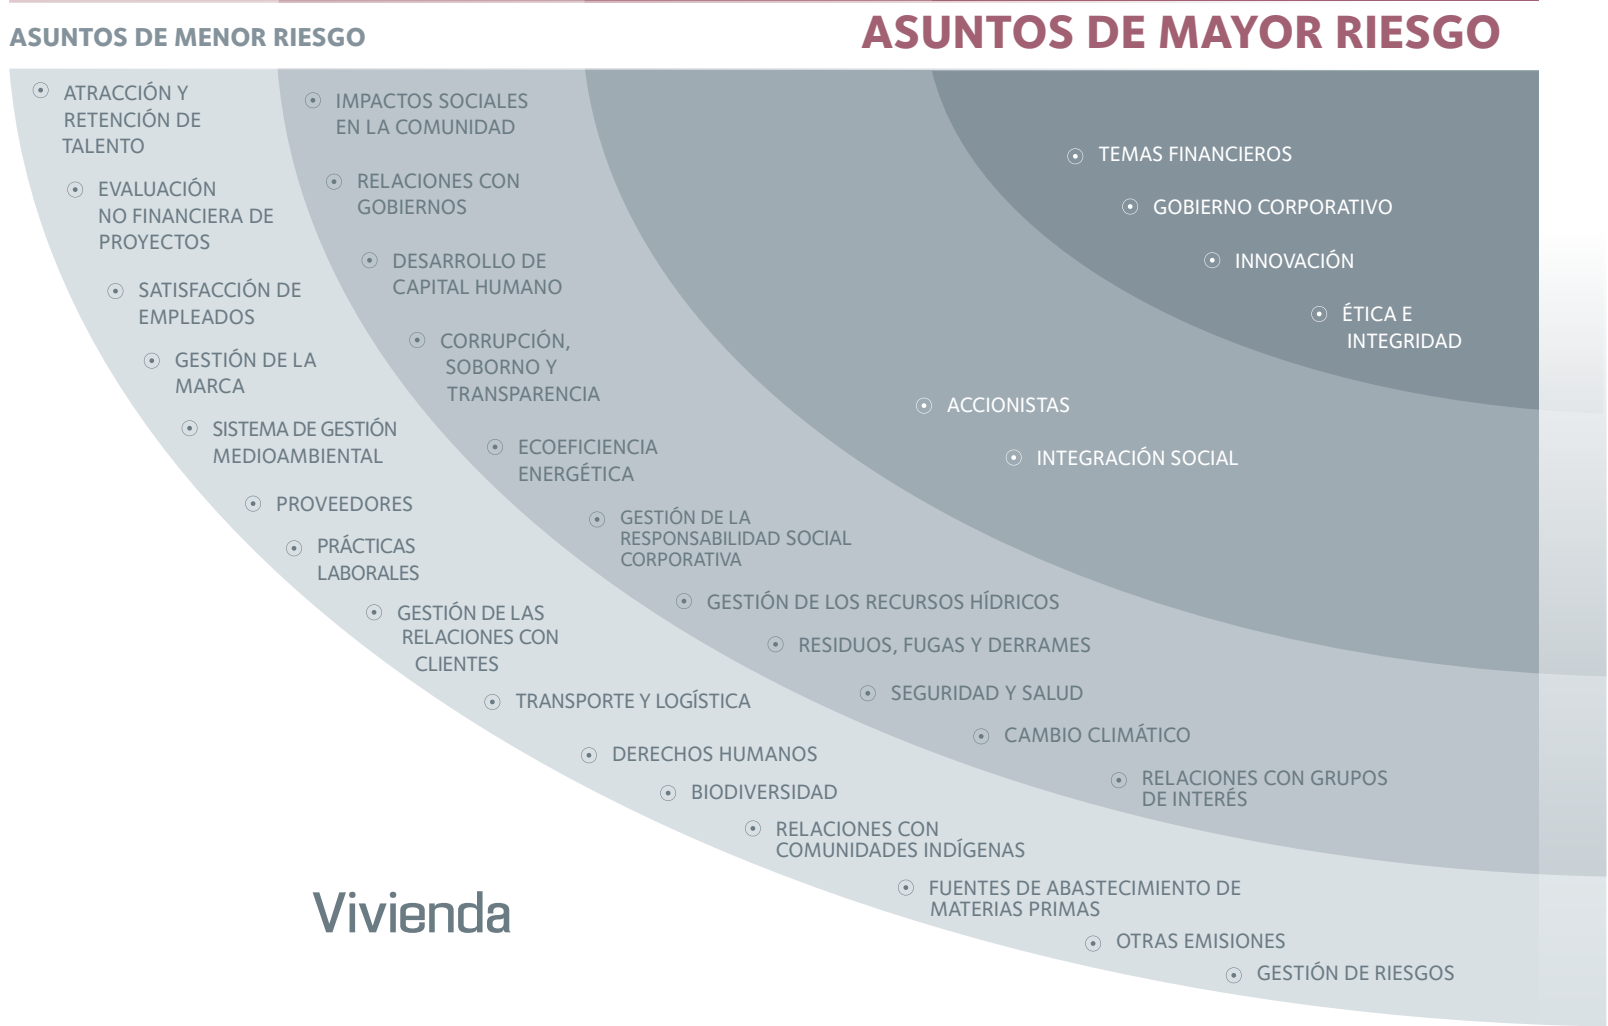 ASUNTOS DE MENOR RIESGO
ASUNTOS DE MAYOR RIESGO
ATRACCIÓN Y
RETENCIÓN DE
TALENTO
EVALUACIÓN
NO FINANCIERA DE
PROYECTOS
SATISFACCIÓN DE
EMPLEADOS
GESTIÓN DE LA
MARCA
SISTEMA DE GESTIÓN
MEDIOAMBIENTAL
PROVEEDORES
PRÁCTICAS
LABORALES
GESTIÓN DE LAS
RELACIONES CON
CLIENTES
TRANSPORTE Y LOGÍSTICA
DERECHOS HUMANOS
BIODIVERSIDAD
RELACIONES CON
COMUNIDADES INDÍGENAS
FUENTES DE ABASTECIMIENTO DE
MATERIAS PRIMAS
OTRAS EMISIONES
GESTIÓN DE RIESGOS
IMPACTOS SOCIALES
EN LA COMUNIDAD
RELACIONES CON
GOBIERNOS
DESARROLLO DE
CAPITAL HUMANO
CORRUPCIÓN,
SOBORNO Y
TRANSPARENCIA
ECOEFICIENCIA
ENERGÉTICA
GESTIÓN DE LA
RESPONSABILIDAD SOCIAL
CORPORATIVA
GESTIÓN DE LOS RECURSOS HÍDRICOS
RESIDUOS, FUGAS Y DERRAMES
SEGURIDAD Y SALUD
CAMBIO CLIMÁTICO
RELACIONES CON GRUPOS
DE INTERÉS
ACCIONISTAS
INTEGRACIÓN SOCIAL
TEMAS FINANCIEROS
GOBIERNO CORPORATIVO
INNOVACIÓN
ÉTICA E
INTEGRIDAD
Vivienda